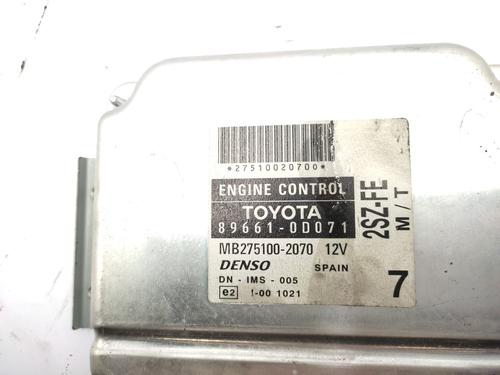 *27510020700*
ENGINE CONTROL
TOYOTA
89661-0D071
MB275100-2070 12V
DENSO SPAIN
DN - IMS - 005
e2 1021
2SZ-FE
M/T
7